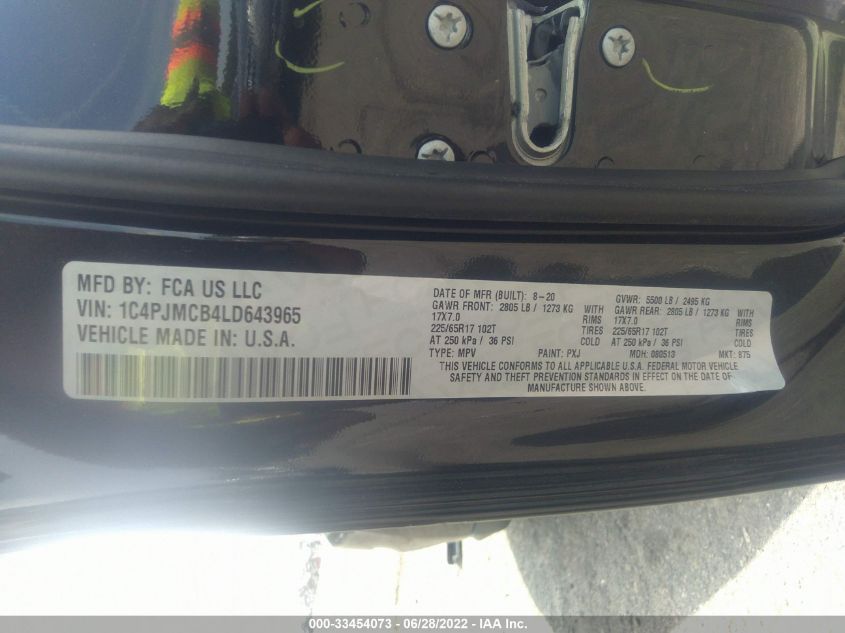 MFD BY: FCA US LLC
VIN: 1C4PJMCB4LD643965
VEHICLE MADE IN: U.S.A.
DATE OF MFR (BUILT): 8-20 GVWR: 5500 LB / 2495 KG
GAWR FRONT: 2805 LB / 1273 KG WITH GAWR REAR: 2805 LB / 1273 KG WITH
17X7.0 RIMS 17X7.0 RIMS
225/65R17 102T TIRES 225/65R17 102T TIRES
AT 250 kPa / 36 PSI COLD AT 250 kPa / 36 PSI COLD
TYPE: MPV PAINT: PXJ MDH: 080513 MKT: 875
THIS VEHICLE CONFORMS TO ALL APPLICABLE U.S.A. FEDERAL MOTOR VEHICLE
SAFETY AND THEFT PREVENTION STANDARDS IN EFFECT ON THE DATE OF
MANUFACTURE SHOWN ABOVE.
000-33454073 - 06/28/2022 - IAA Inc.